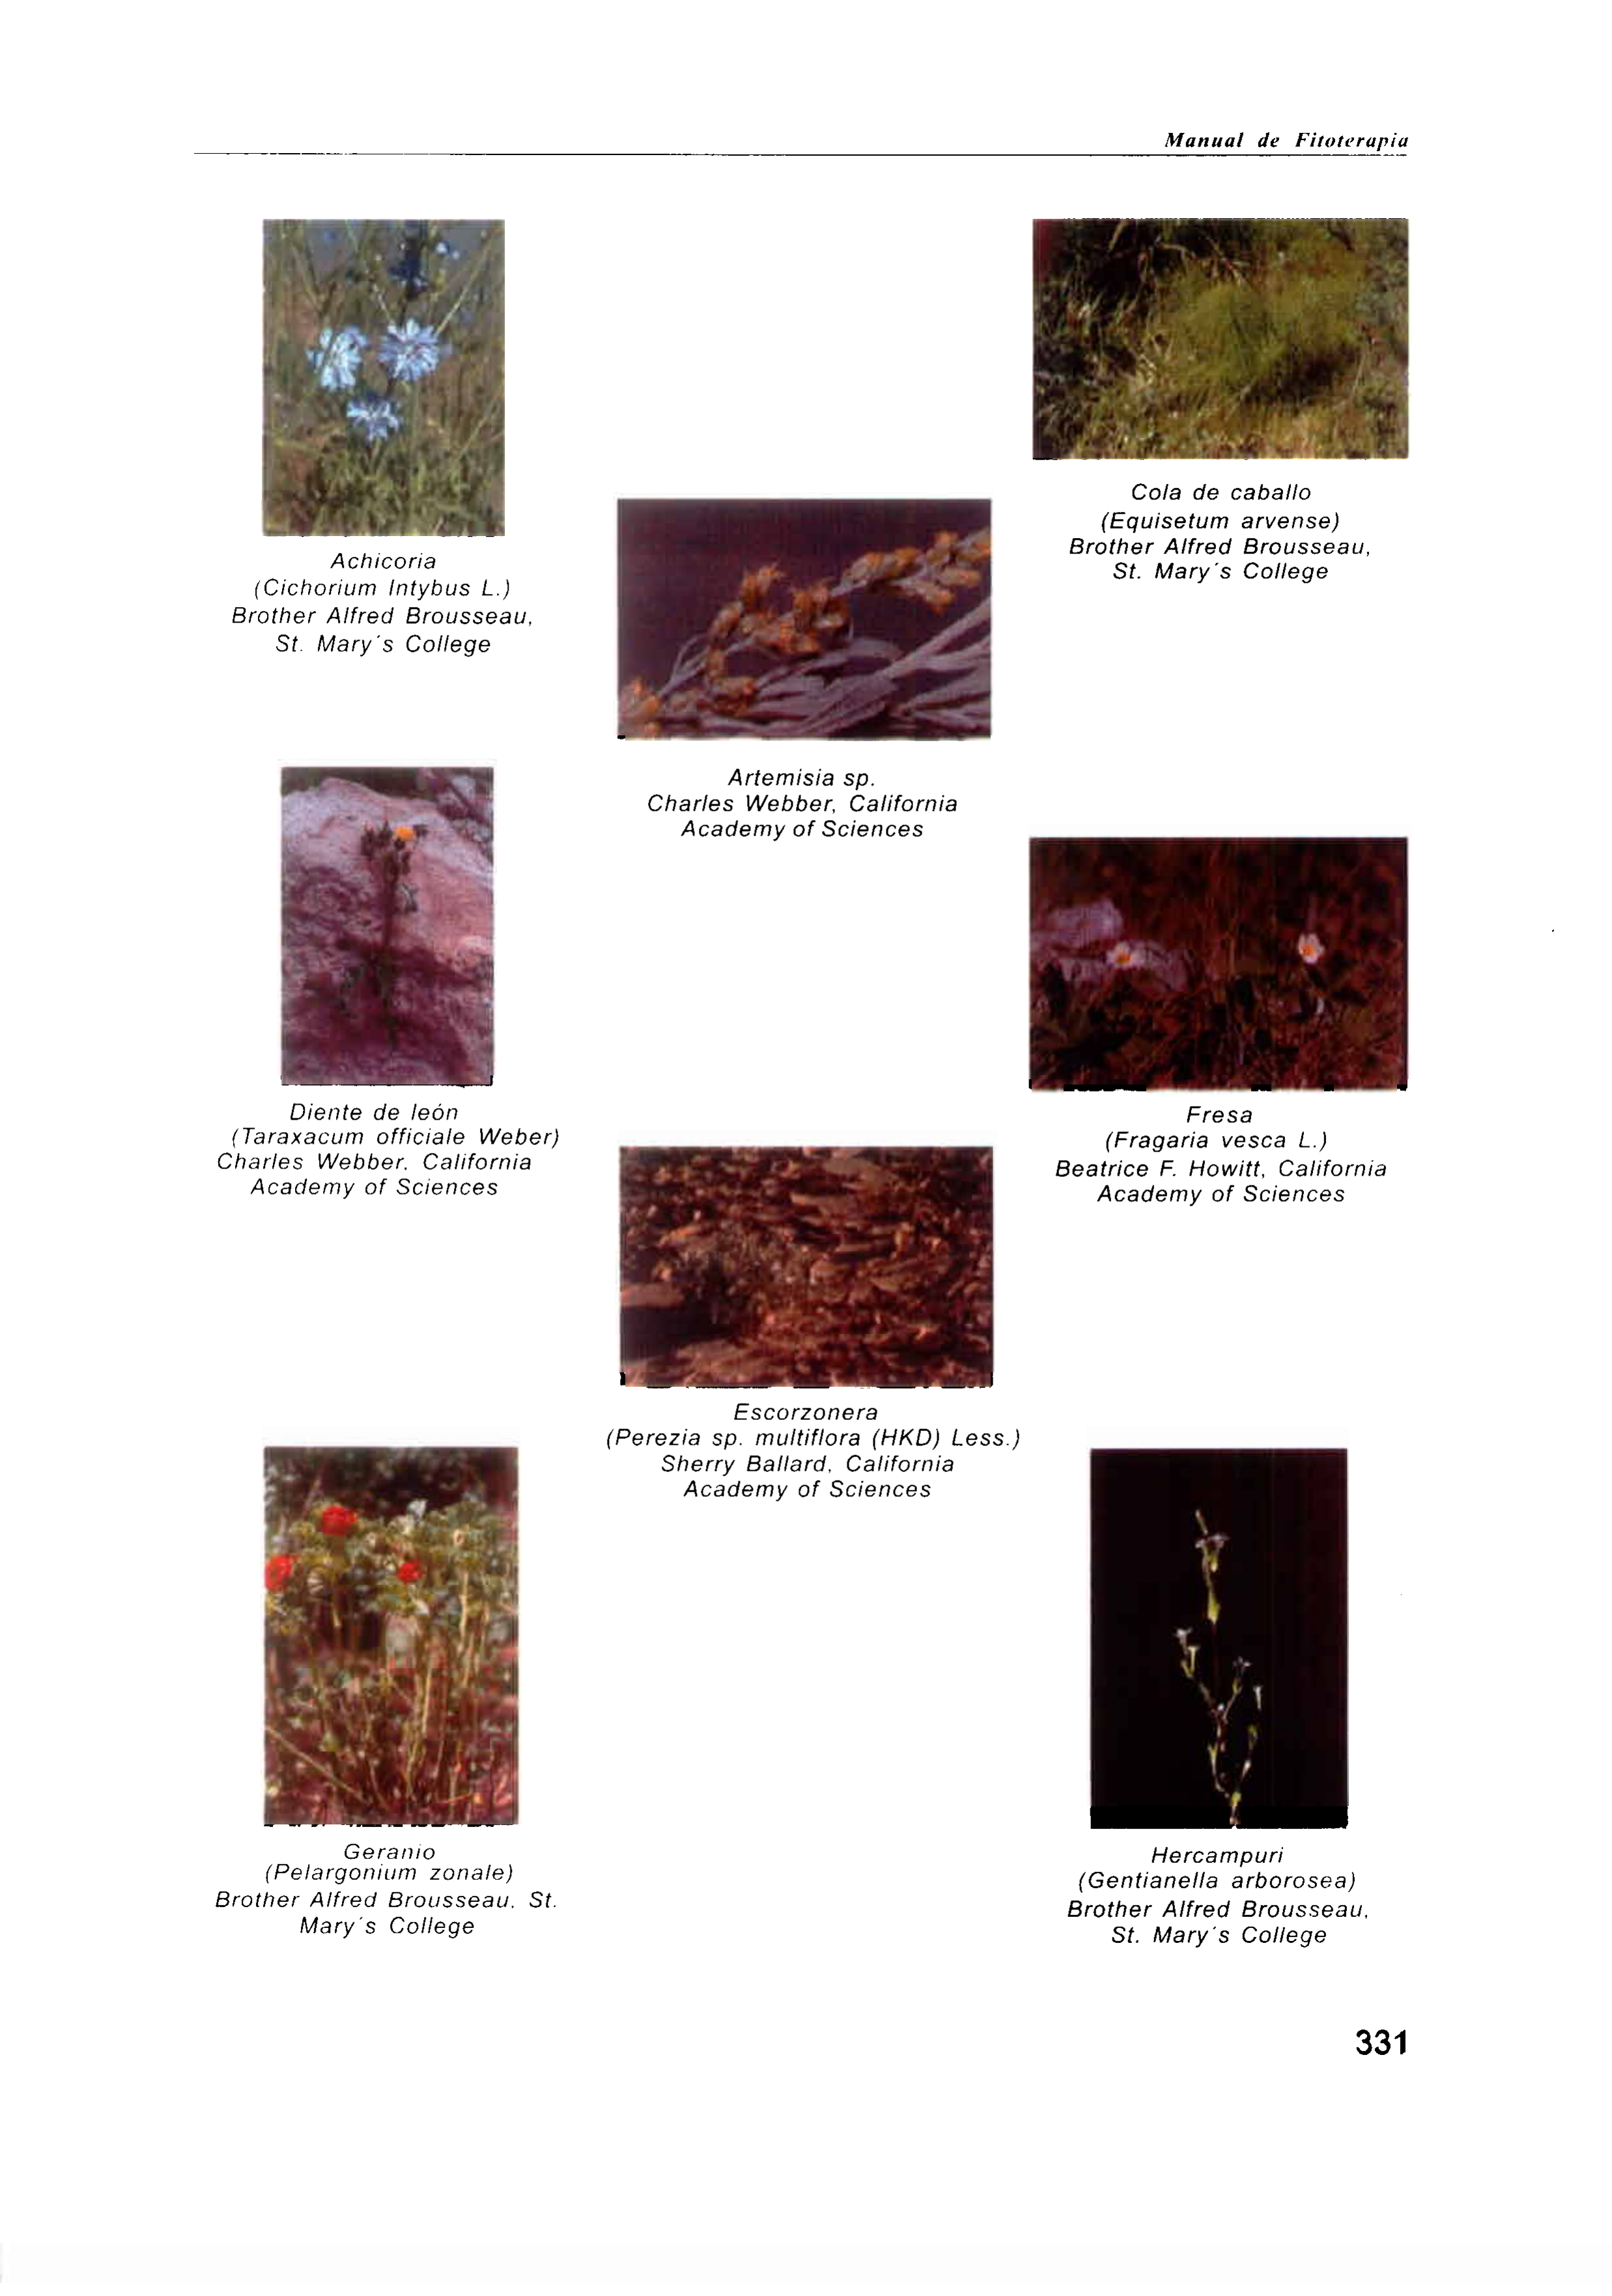 Manual de Fitoterapia
Achicoria
(Cichorium Intybus L.)
Brother Alfred Brousseau,
St. Mary´s College
Cola de caballo
(Equisetum arvense)
Brother Alfred Brousseau,
St. Mary´s College
Artemisia sp.
Charles Webber, California
Academy of Sciences
Diente de león
(Taraxacum officiale Weber)
Charles Webber. California
Academy of Sciences
Fresa
(Fragaria vesca L.)
Beatrice F. Howitt, California
Academy of Sciences
Escorzonera
(Perezia sp. multiflora (HKD) Less.)
Sherry Ballard, California
Academy of Sciences
Geranio
(Pelargonium zonale)
Brother Alfred Brousseau. St.
Mary´s College
Hercampuri
(Gentianella arborosea)
Brother Alfred Brousseau,
St. Mary´s College
331